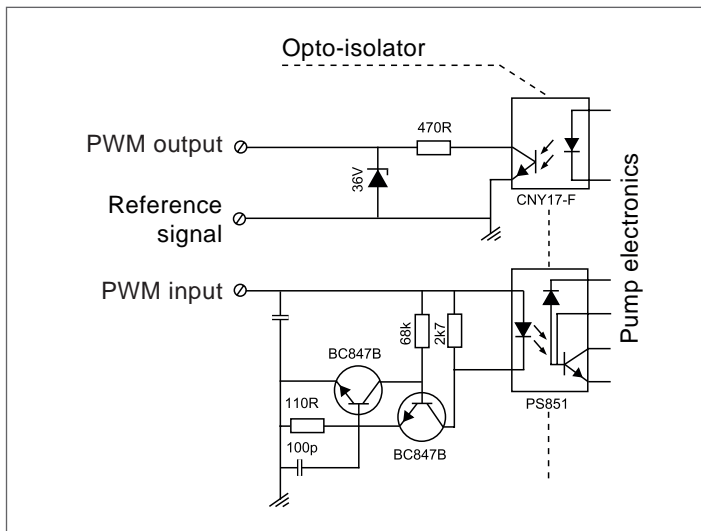 Opto-isolator
470R
PWM output
36V
Reference
signal
CNY17-F
Pump electronics
PWM input
68k
2k7
BC847B
110R
100p
BC847B
PS851